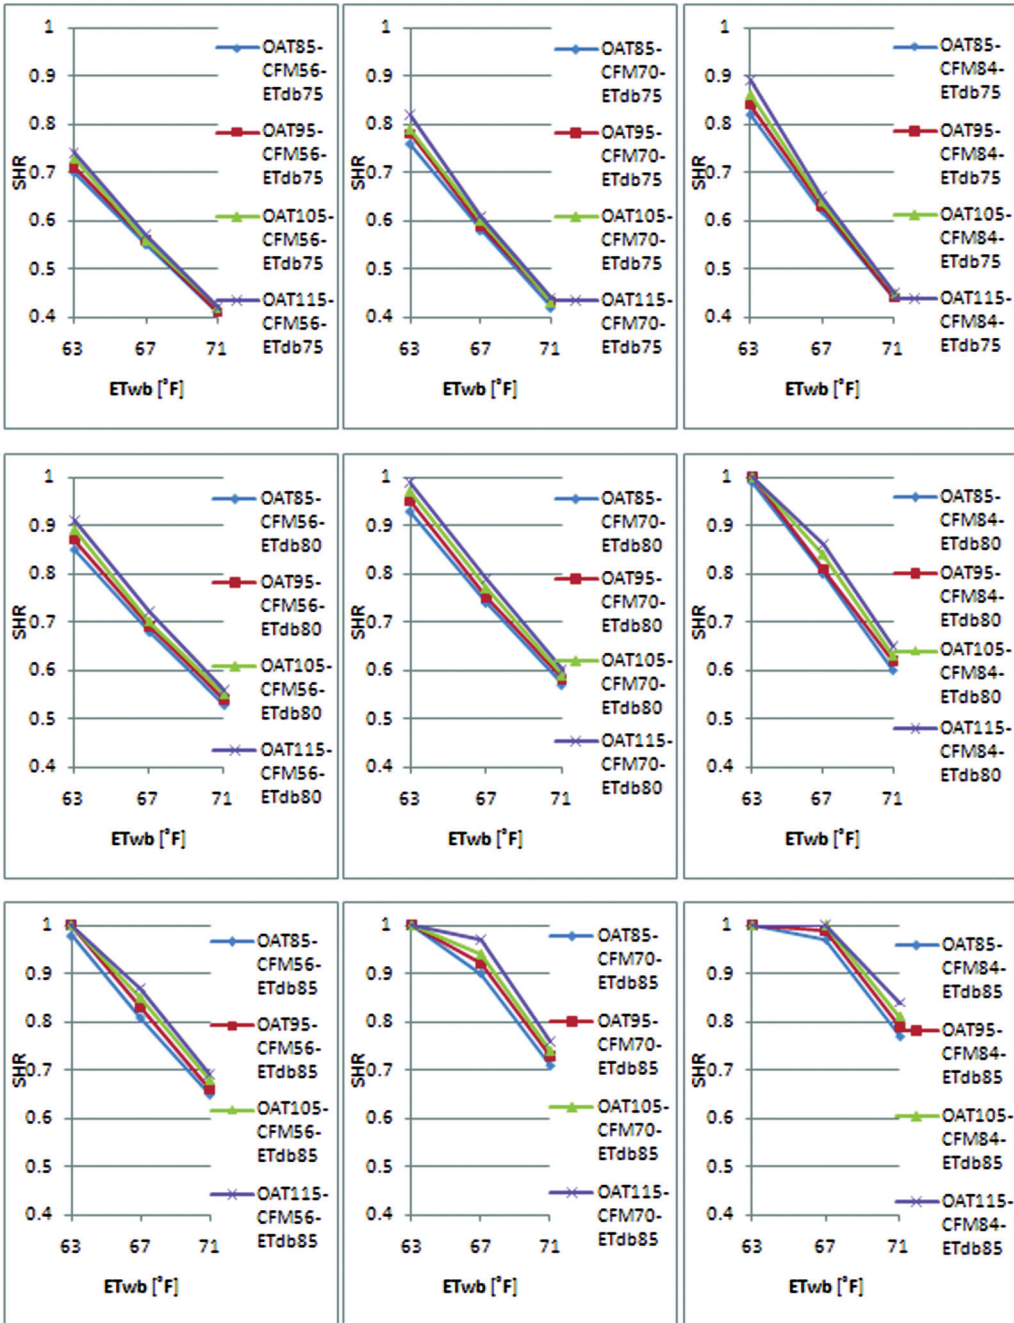 1
0.9
0.8
0.7
0.6
0.5
0.4
SHR
63
67
71
ETwb [°F]
OAT85-
CFM56-
ETdb75
OAT95-
CFM56-
ETdb75
OAT105-
CFM56-
ETdb75
OAT115-
CFM56-
ETdb75
1
0.9
0.8
0.7
0.6
0.5
0.4
SHR
63
67
71
ETwb [°F]
OAT85-
CFM70-
ETdb75
OAT95-
CFM70-
ETdb75
OAT105-
CFM70-
ETdb75
OAT115-
CFM70-
ETdb75
1
0.9
0.8
0.7
0.6
0.5
0.4
SHR
63
67
71
ETwb [°F]
OAT85-
CFM84-
ETdb75
OAT95-
CFM84-
ETdb75
OAT105-
CFM84-
ETdb75
OAT115-
CFM84-
ETdb75
1
0.9
0.8
0.7
0.6
0.5
0.4
SHR
63
67
71
ETwb [°F]
OAT85-
CFM56-
ETdb80
OAT95-
CFM56-
ETdb80
OAT105-
CFM56-
ETdb80
OAT115-
CFM56-
ETdb80
1
0.9
0.8
0.7
0.6
0.5
0.4
SHR
63
67
71
ETwb [°F]
OAT85-
CFM70-
ETdb80
OAT95-
CFM70-
ETdb80
OAT105-
CFM70-
ETdb80
OAT115-
CFM70-
ETdb80
1
0.9
0.8
0.7
0.6
0.5
0.4
SHR
63
67
71
ETwb [°F]
OAT85-
CFM84-
ETdb80
OAT95-
CFM84-
ETdb80
OAT105-
CFM84-
ETdb80
OAT115-
CFM84-
ETdb80
1
0.9
0.8
0.7
0.6
0.5
0.4
SHR
63
67
71
ETwb [°F]
OAT85-
CFM56-
ETdb85
OAT95-
CFM56-
ETdb85
OAT105-
CFM56-
ETdb85
OAT115-
CFM56-
ETdb85
1
0.9
0.8
0.7
0.6
0.5
0.4
SHR
63
67
71
ETwb [°F]
OAT85-
CFM70-
ETdb85
OAT95-
CFM70-
ETdb85
OAT105-
CFM70-
ETdb85
OAT115-
CFM70-
ETdb85
1
0.9
0.8
0.7
0.6
0.5
0.4
SHR
63
67
71
ETwb [°F]
OAT85-
CFM84-
ETdb85
OAT95-
CFM84-
ETdb85
OAT105-
CFM84-
ETdb85
OAT115-
CFM84-
ETdb85